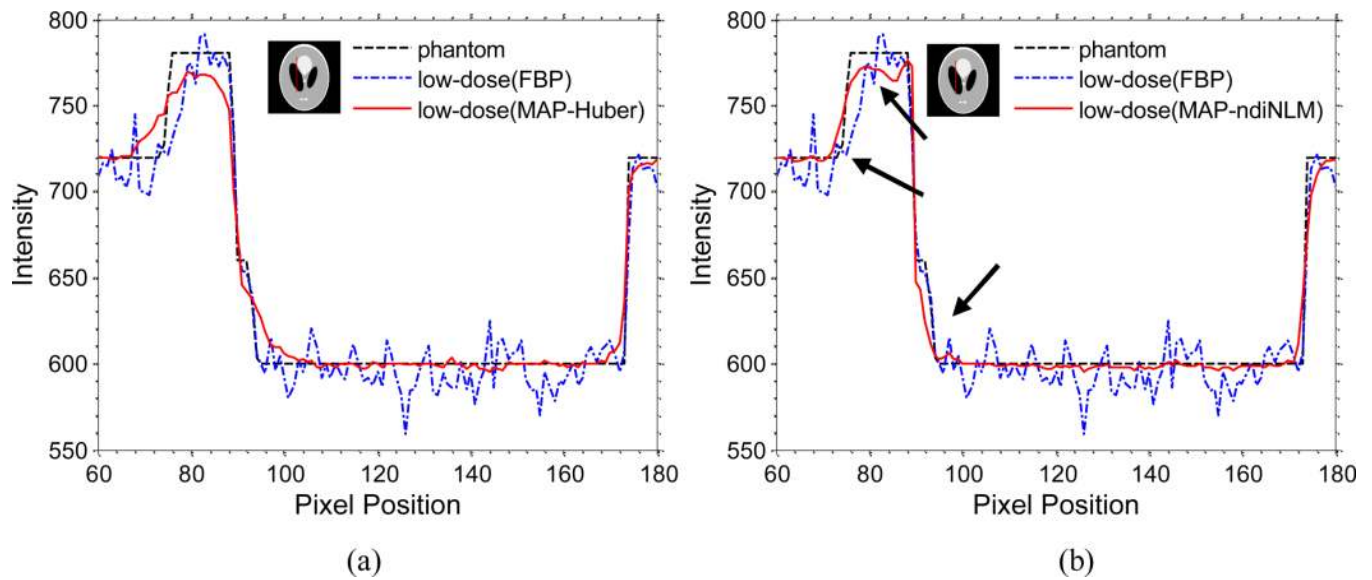 800
750
700
650
600
550
Intensity
phantom
low-dose(FBP)
low-dose(MAP-Huber)
60 80 100 120 140 160 180
Pixel Position
(a)
800
750
700
650
600
550
Intensity
phantom
low-dose(FBP)
low-dose(MAP-ndiNLM)
60 80 100 120 140 160 180
Pixel Position
(b)